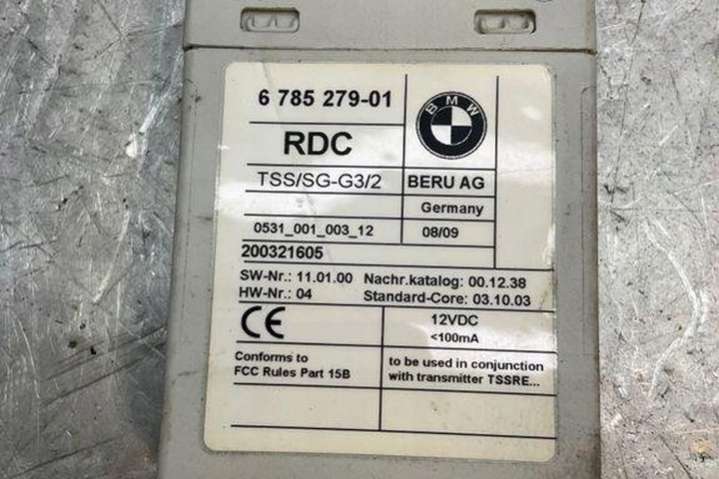 6 785 279-01
BMW
RDC
TSS/SG-G3/2
BERU AG
Germany
0531_001_003_12
08/09
200321605
SW-Nr.: 11.01.00 Nachr.katalog: 00.12.38
HW-Nr.: 04 Standard-Core: 03.10.03
CE
12VDC
<100mA
Conforms to
FCC Rules Part 15B
to be used in conjunction
with transmitter TSSRE...